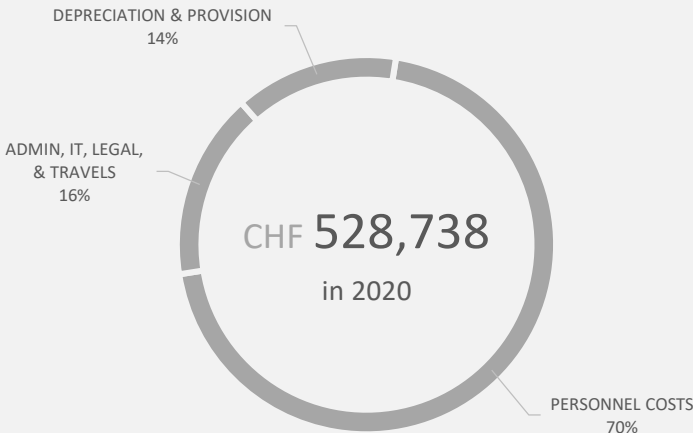 DEPRECIATION & PROVISION
14%
ADMIN, IT, LEGAL,
& TRAVELS
16%
CHF 528,738
in 2020
PERSONNEL COSTS
70%